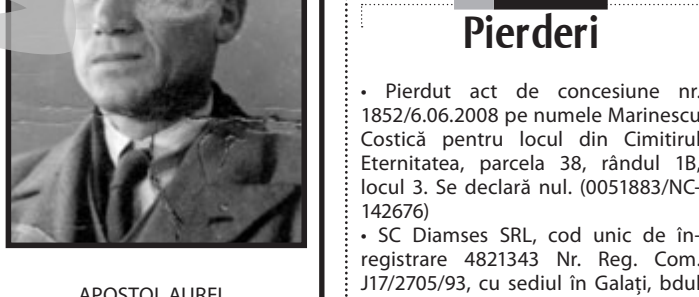 APOSTOL AUREL
Pierderi
• Pierdut act de concesiune nr.
1852/6.06.2008 pe numele Marinescu
Costică pentru locul din Cimitirul
Eternitatea, parcela 38, rândul 1B,
locul 3. Se declară nul. (0051883/NC-
142676)
• SC Diamses SRL, cod unic de în-
registrare 4821343 Nr. Reg. Com.
J17/2705/93, cu sediul în Galați, bdul